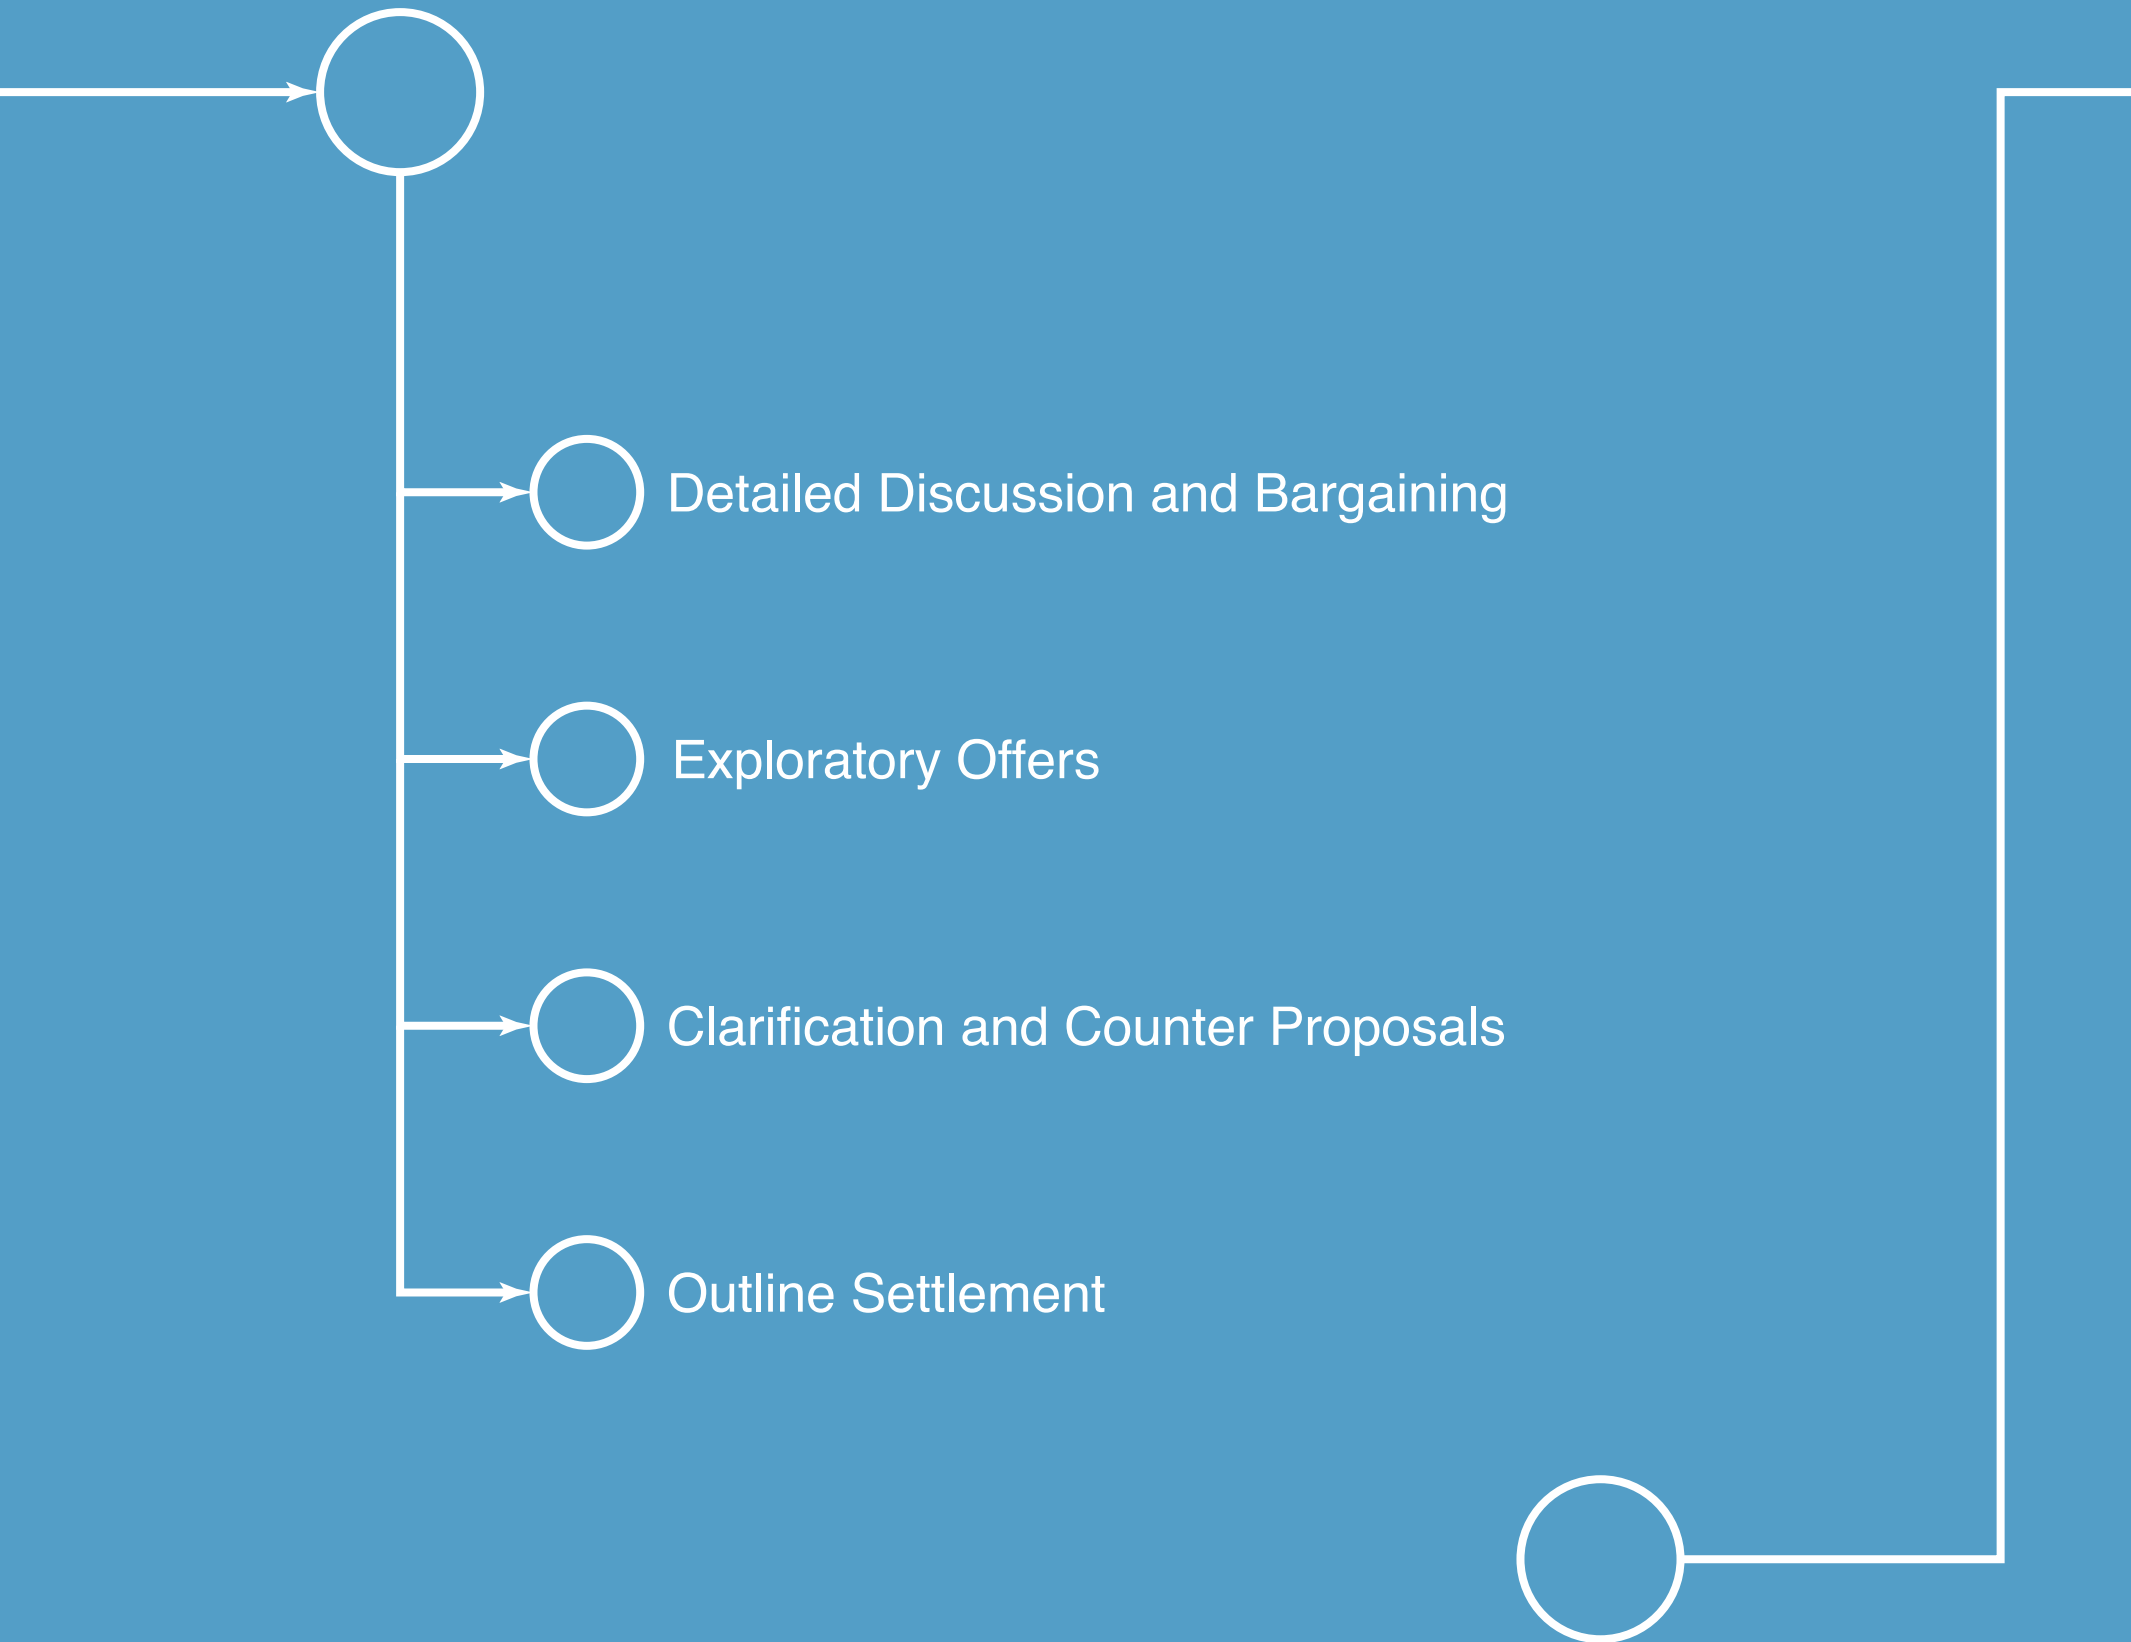 Detailed Discussion and Bargaining
Exploratory Offers
Clarification and Counter Proposals
Outline Settlement